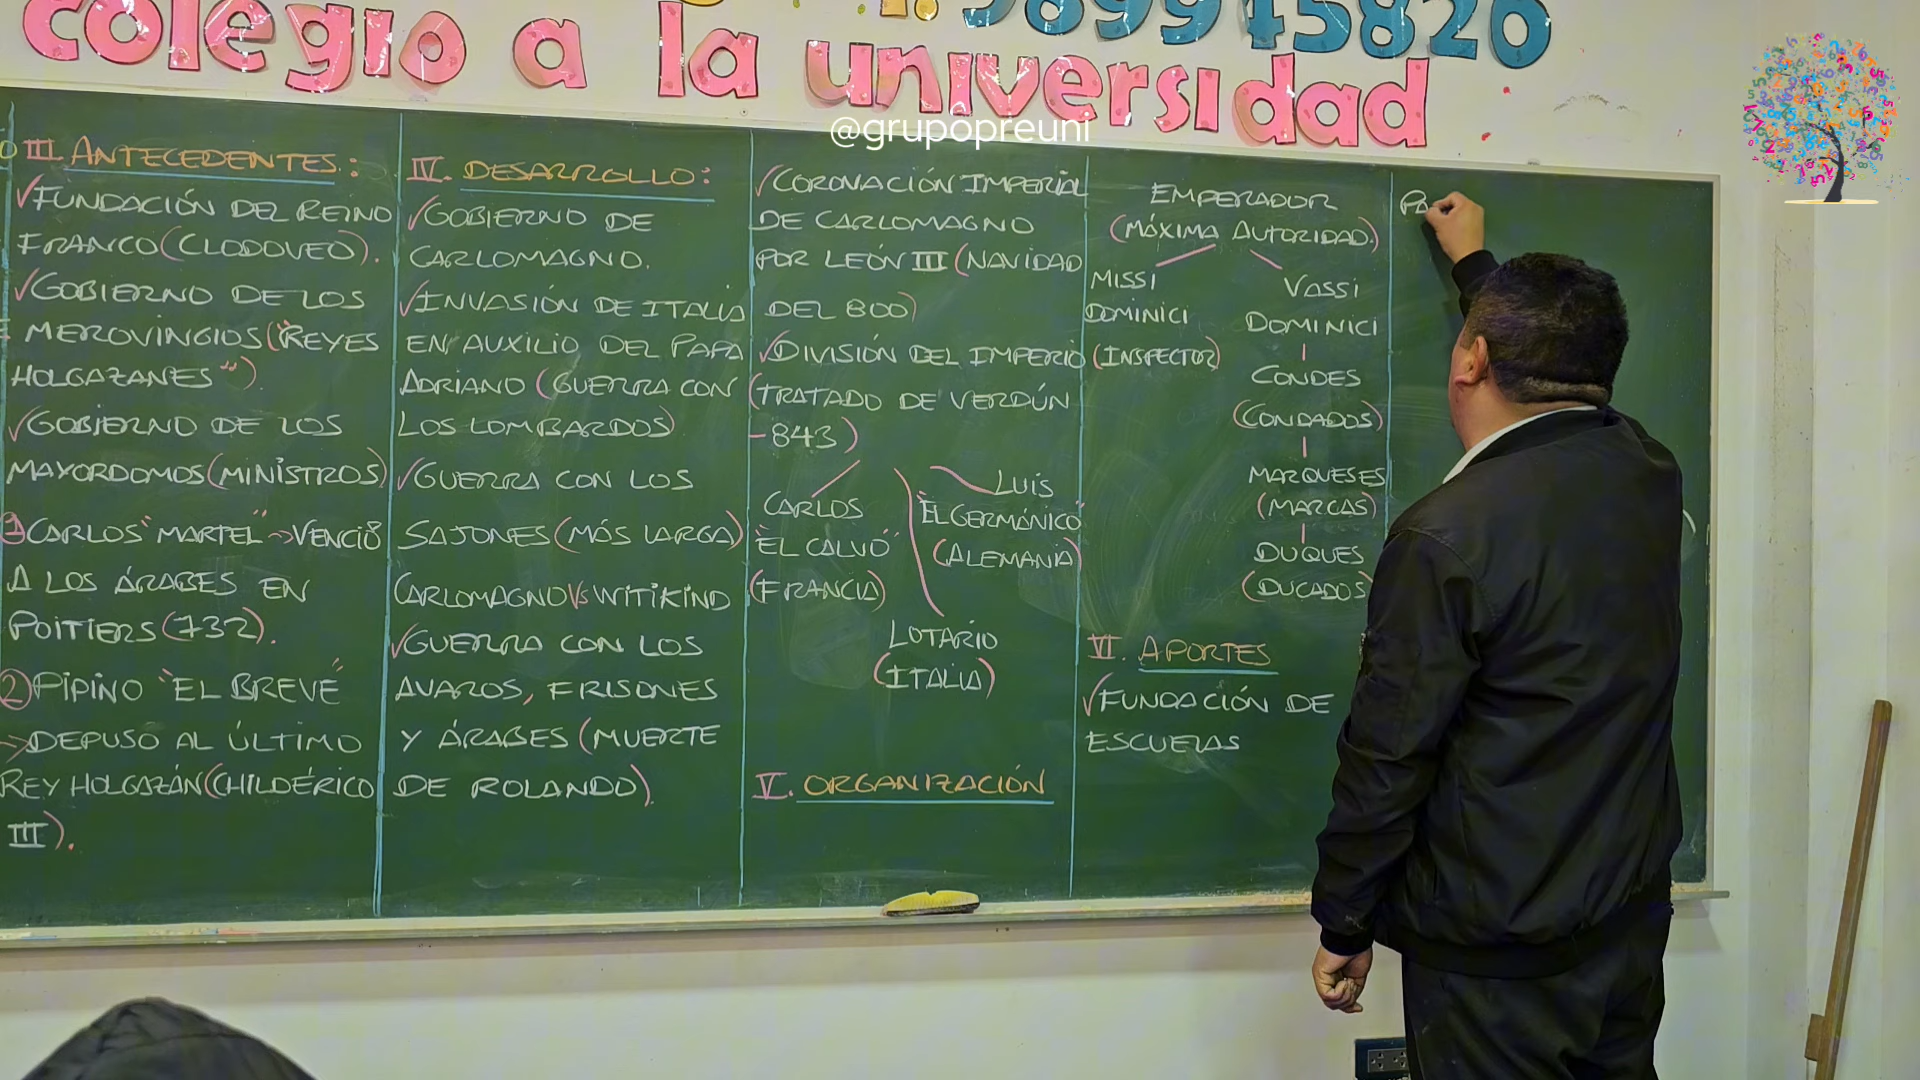 989975820
colegio a la universidad
@grupopreuni
III. ANTECEDENTES:
✓FUNDACIÓN DEL REINO
FRANCO (CLODOVEO).
✓GOBIERNO DE LOS
MEROVINGIOS ("REYES
HOLGAZANES").
✓GOBIERNO DE LOS
MAYORDOMOS (MINISTROS)
1 CARLOS "MARTEL" → VENCIÓ
A LOS ÁRABES EN
POITIERS (732).
2 PIPINO "EL BREVE"
→ DEPUSO AL ÚLTIMO
REY HOLGAZÁN (CHILDÉRICO
III).
IV. DESARROLLO:
✓GOBIERNO DE
CARLOMAGNO.
✓INVASIÓN DE ITALIA
EN AUXILIO DEL PAPA
ADRIANO (GUERRA CON
LOS LOMBARDOS)
✓GUERRA CON LOS
SAJONES (MÁS LARGA)
CARLOMAGNO Vs WITIKIND
✓GUERRA CON LOS
AVAROS, FRISONES
Y ÁRABES (MUERTE
DE ROLANDO).
✓CORONACIÓN IMPERIAL
DE CARLOMAGNO
POR LEÓN III (NAVIDAD
DEL 800)
✓DIVISIÓN DEL IMPERIO
(TRATADO DE VERDÚN
-843)
CARLOS
"EL CALVO"
(FRANCIA)
LUIS
"EL GERMÁNICO"
(ALEMANIA)
LOTARIO
(ITALIA)
V. ORGANIZACIÓN
EMPERADOR
(MÁXIMA AUTORIDAD.)
MISSI
DOMINICI
(INSPECTOR)
VASSI
DOMINICI
CONDES
(CONDADOS)
MARQUESES
(MARCAS)
DUQUES
(DUCADOS)
VI. APORTES
✓FUNDACIÓN DE
ESCUELAS